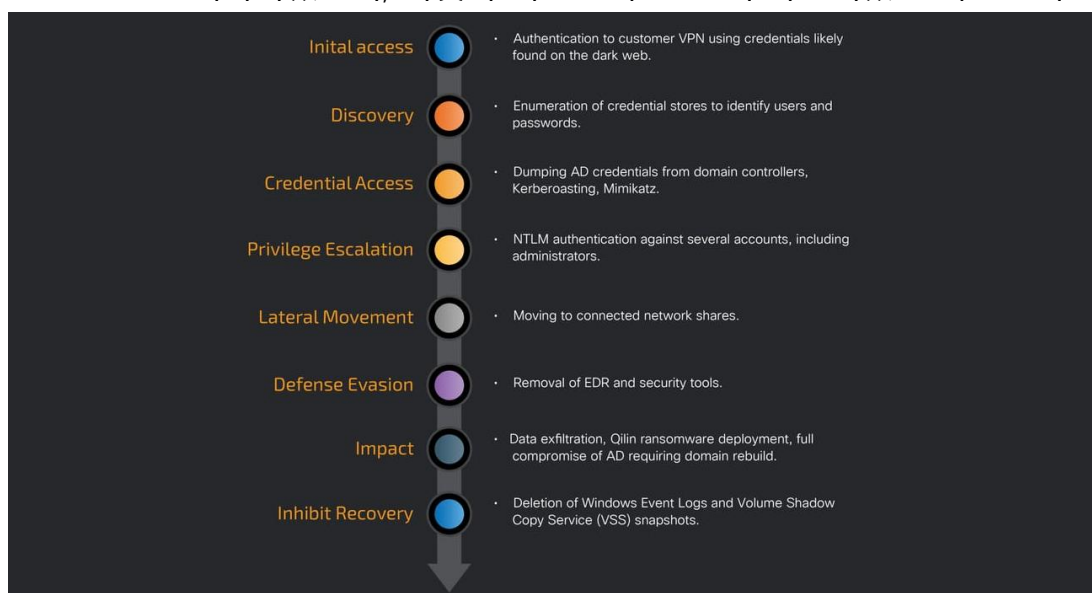 Inital access
· Authentication to customer VPN using credentials likely
found on the dark web.
Discovery
· Enumeration of credential stores to identify users and
passwords.
Credential Access
· Dumping AD credentials from domain controllers,
Kerberoasting, Mimikatz.
Privilege Escalation
· NTLM authentication against several accounts, including
administrators.
Lateral Movement
· Moving to connected network shares.
Defense Evasion
· Removal of EDR and security tools.
Impact
· Data exfiltration, Qilin ransomware deployment, full
compromise of AD requiring domain rebuild.
Inhibit Recovery
· Deletion of Windows Event Logs and Volume Shadow
Copy Service (VSS) snapshots.